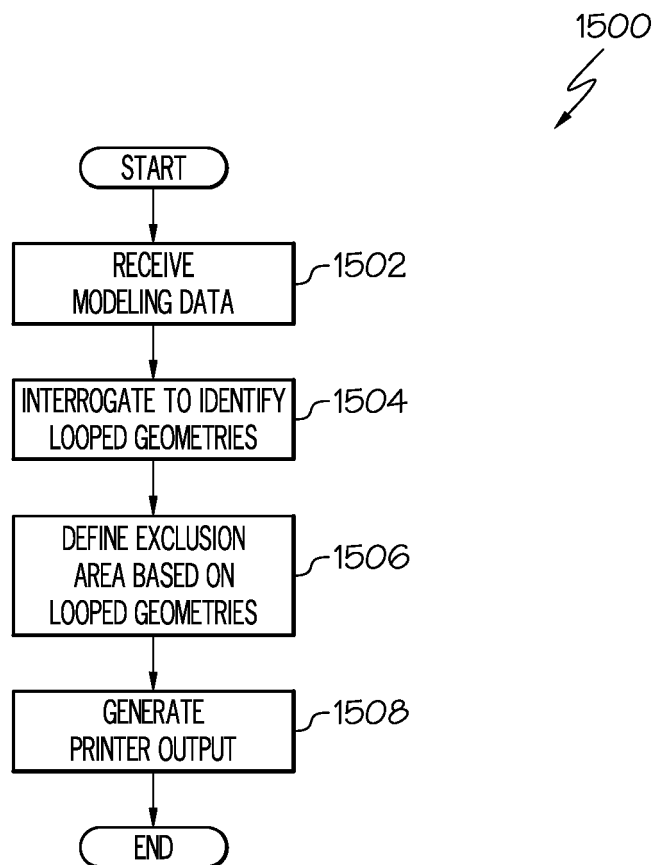 1500
START
RECEIVE
MODELING DATA
1502
INTERROGATE TO IDENTIFY
LOOPED GEOMETRIES
1504
DEFINE EXCLUSION
AREA BASED ON
LOOPED GEOMETRIES
1506
GENERATE
PRINTER OUTPUT
1508
END